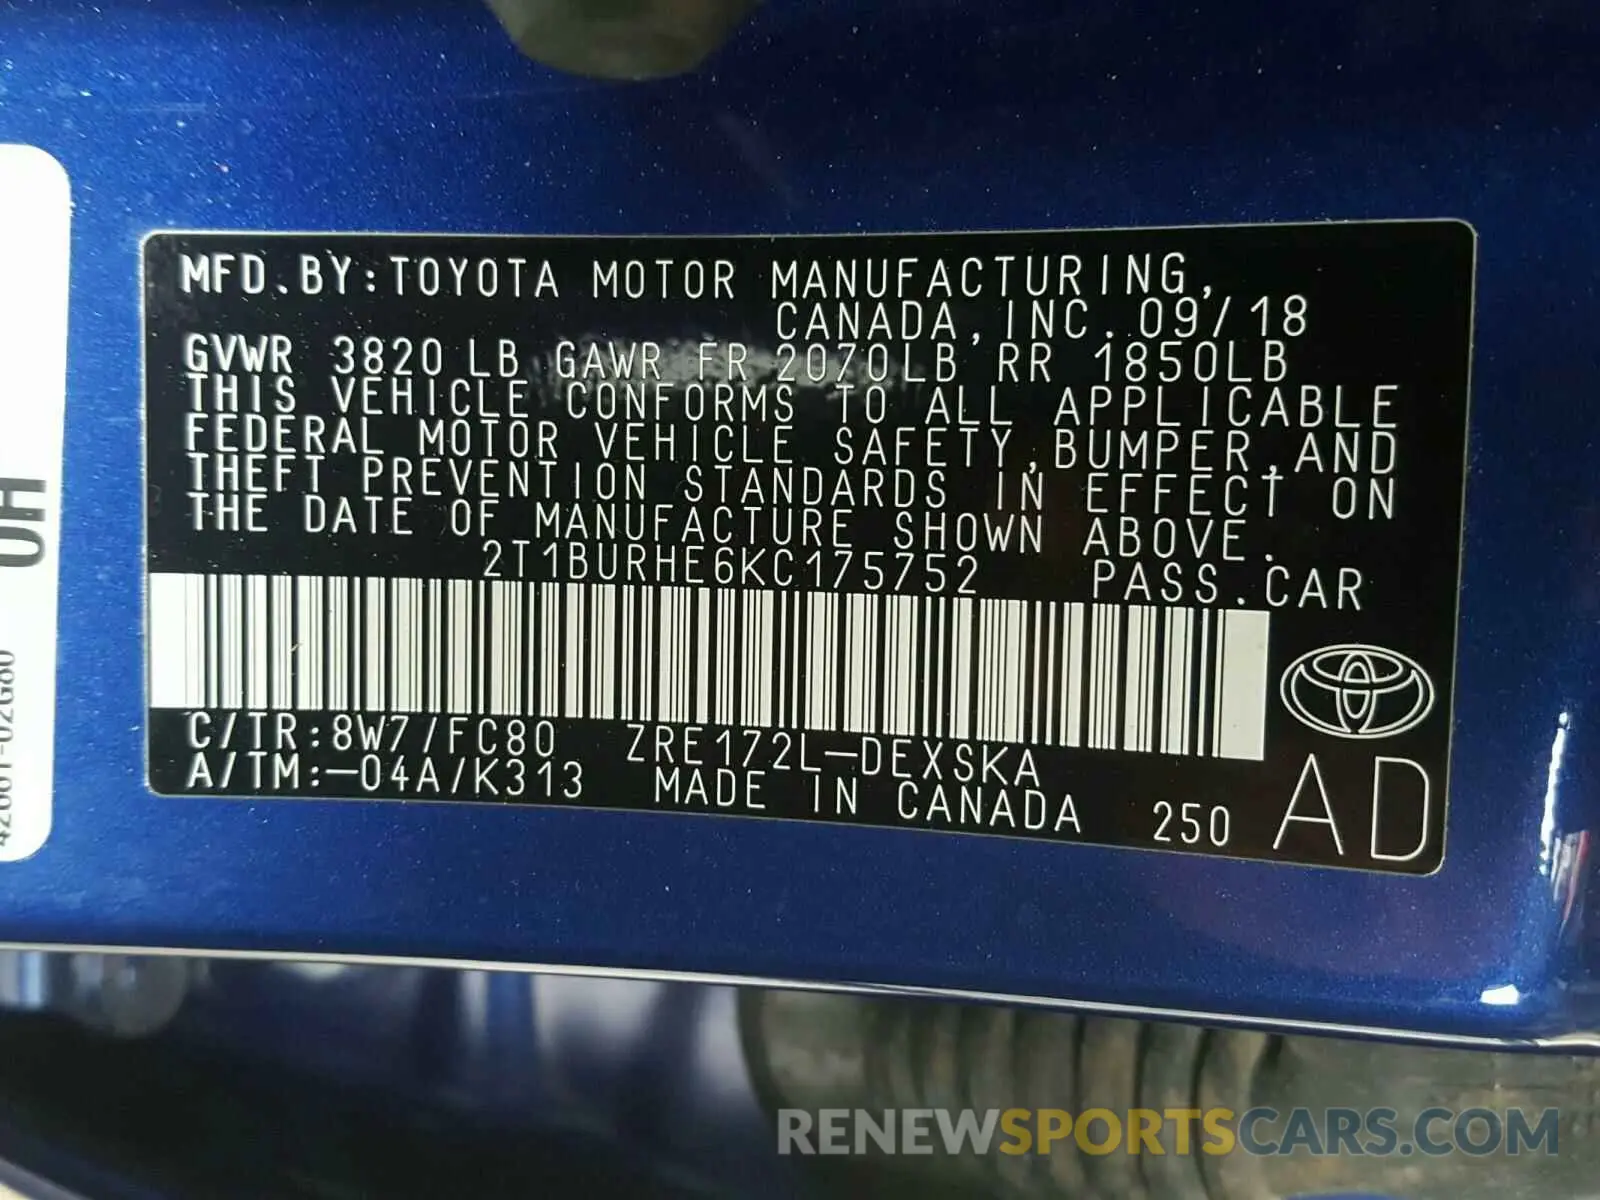 MFD.BY:TOYOTA MOTOR MANUFACTURING,
CANADA,INC. 09/18
GVWR 3820 LB GAWR FR 2070LB RR 1850LB
THIS VEHICLE CONFORMS TO ALL APPLICABLE
FEDERAL MOTOR VEHICLE SAFETY,BUMPER,AND
THEFT PREVENTION STANDARDS IN EFFECT ON
THE DATE OF MANUFACTURE SHOWN ABOVE.
2T1BURHE6KC175752 PASS.CAR
C/TR:8W7/FC80 ZRE172L-DEXSKA
A/TM:-04A/K313 MADE IN CANADA 250 AD
RENEWSPORTSCARS.COM